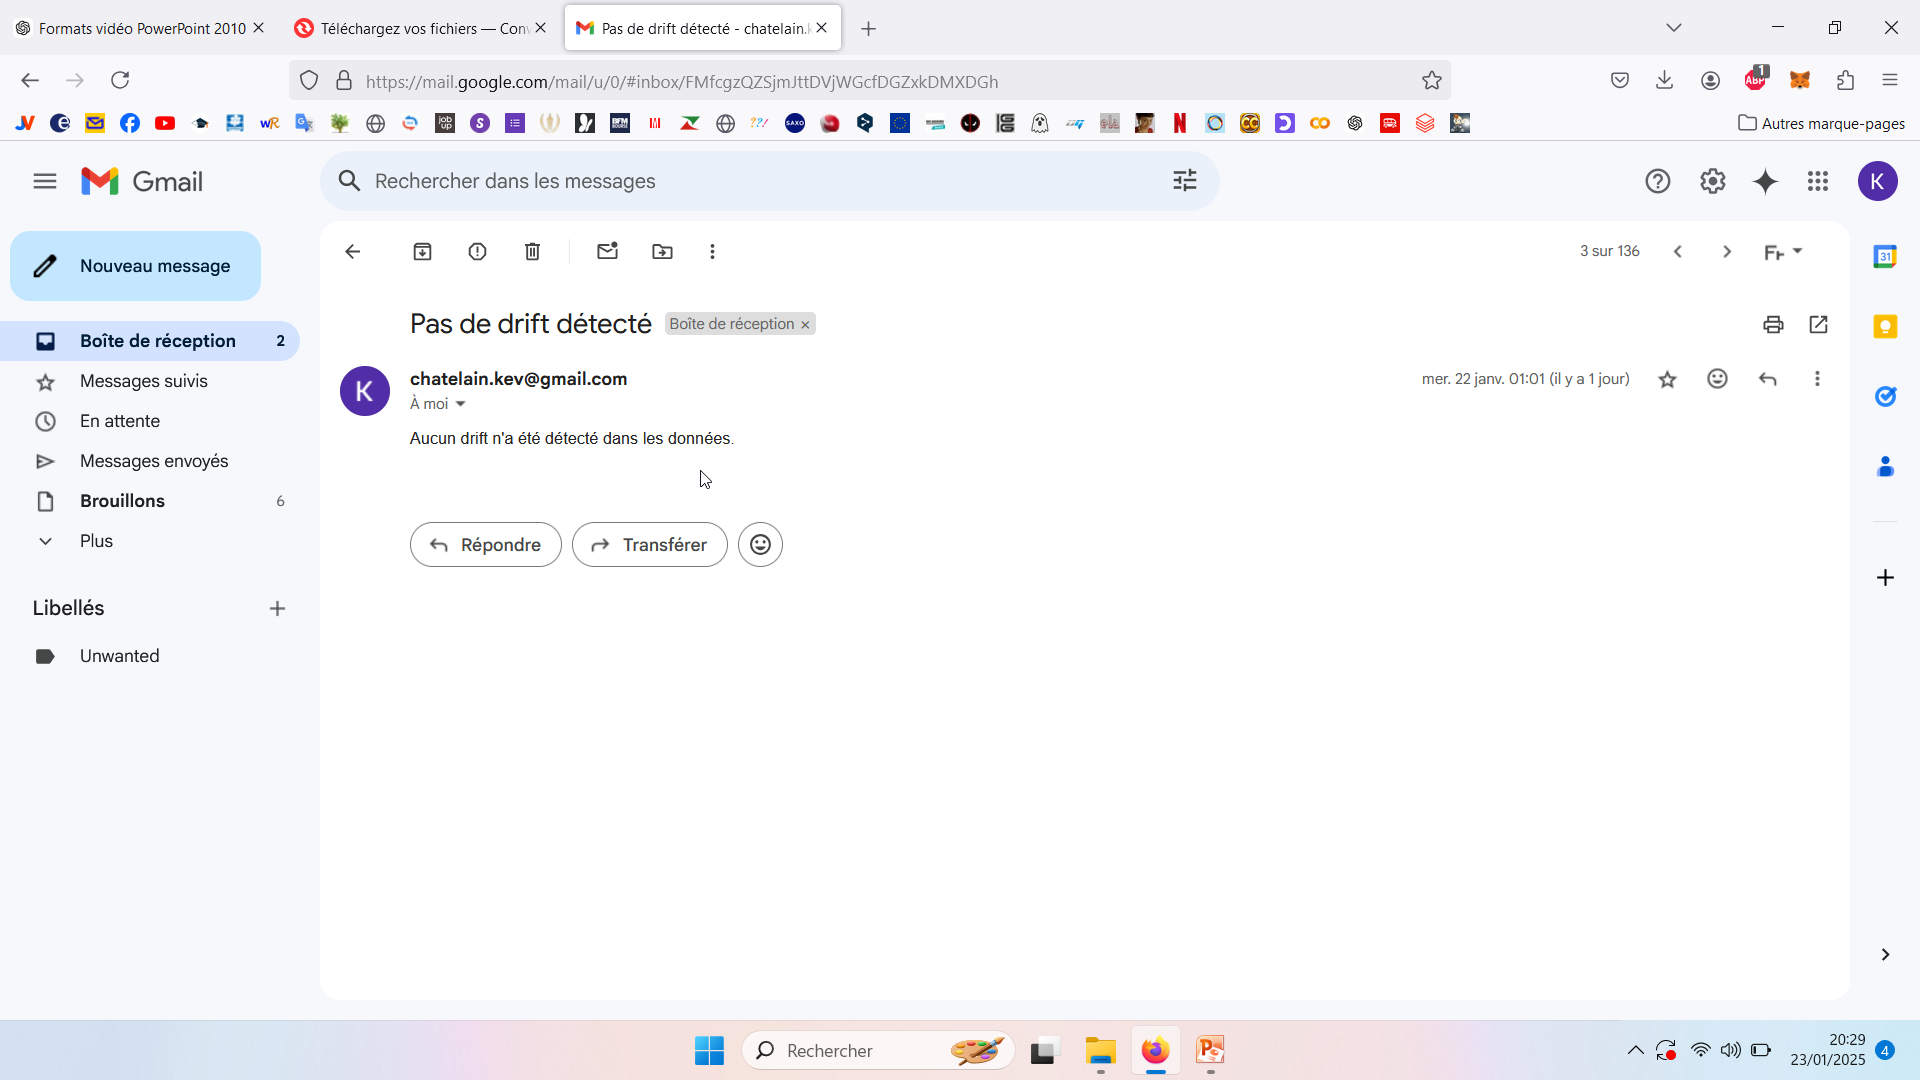 Formats vidéo PowerPoint 2010
Téléchargez vos fichiers — Conv
Pas de drift détecté - chatelain.k
https://mail.google.com/mail/u/0/#inbox/FMfcgzQZSjmJttDVjWGcfDGZxkDMXDGh
ABP
1
Autres marque-pages
Gmail
Rechercher dans les messages
K
Nouveau message
3 sur 136
31
Boîte de réception 2
Messages suivis
En attente
Messages envoyés
Brouillons 6
Plus
Libellés
Unwanted
Pas de drift détecté Boîte de réception ×
K
chatelain.kev@gmail.com
mer. 22 janv. 01:01 (il y a 1 jour)
À moi
Aucun drift n'a été détecté dans les données.
Répondre
Transférer
Rechercher
20:29
23/01/2025
4